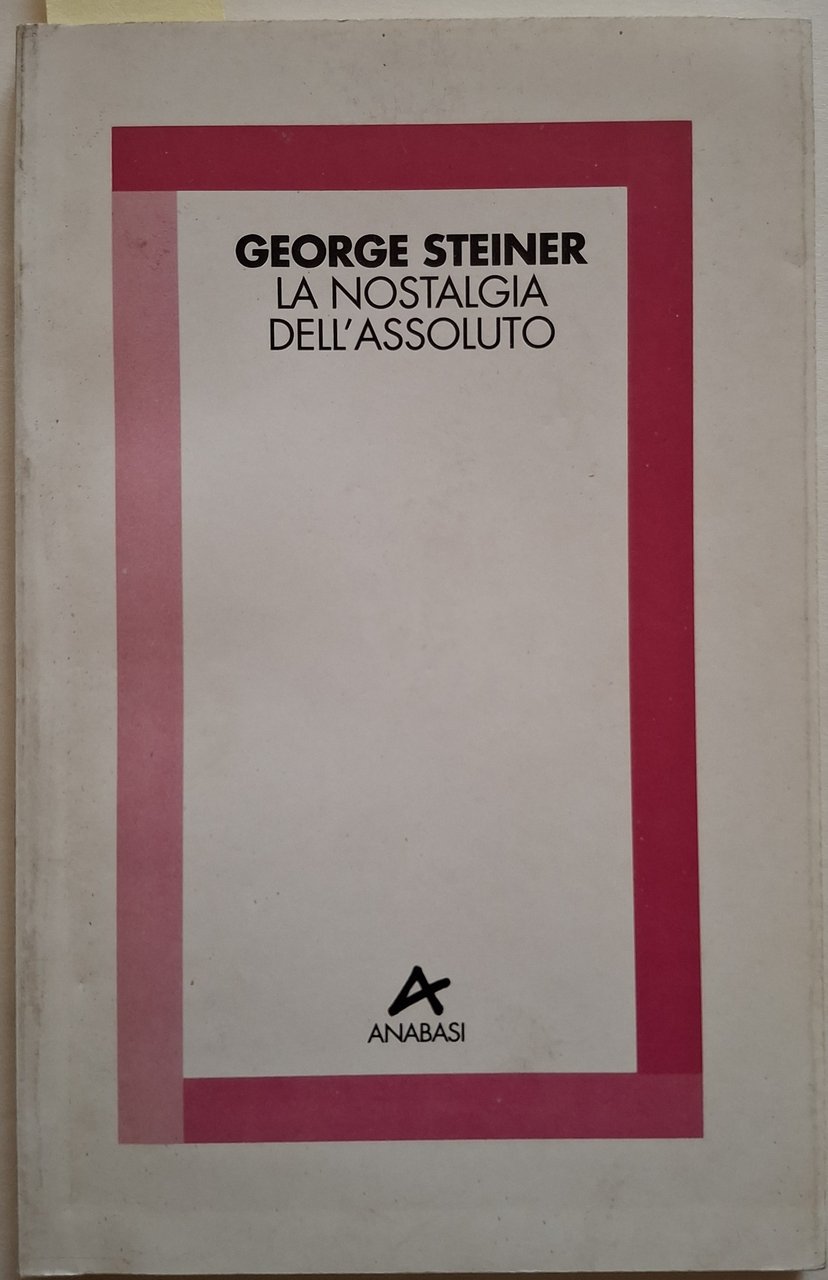 GEORGE STEINER
LA NOSTALGIA
DELL'ASSOLUTO
ANABASI